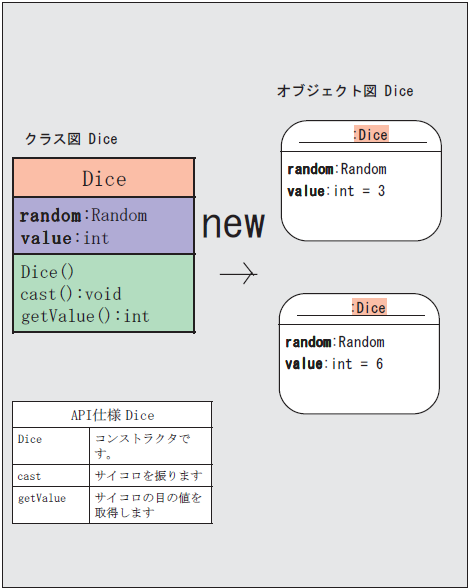 クラス図 Dice
Dice
random:Random
value:int
Dice()
cast():void
getValue():int
new
オブジェクト図 Dice
:Dice
random:Random
value:int = 3
:Dice
random:Random
value:int = 6
API仕様 Dice
Dice コンストラクタで
す。
cast サイコロを振ります
getValue サイコロの目の値を
取得します